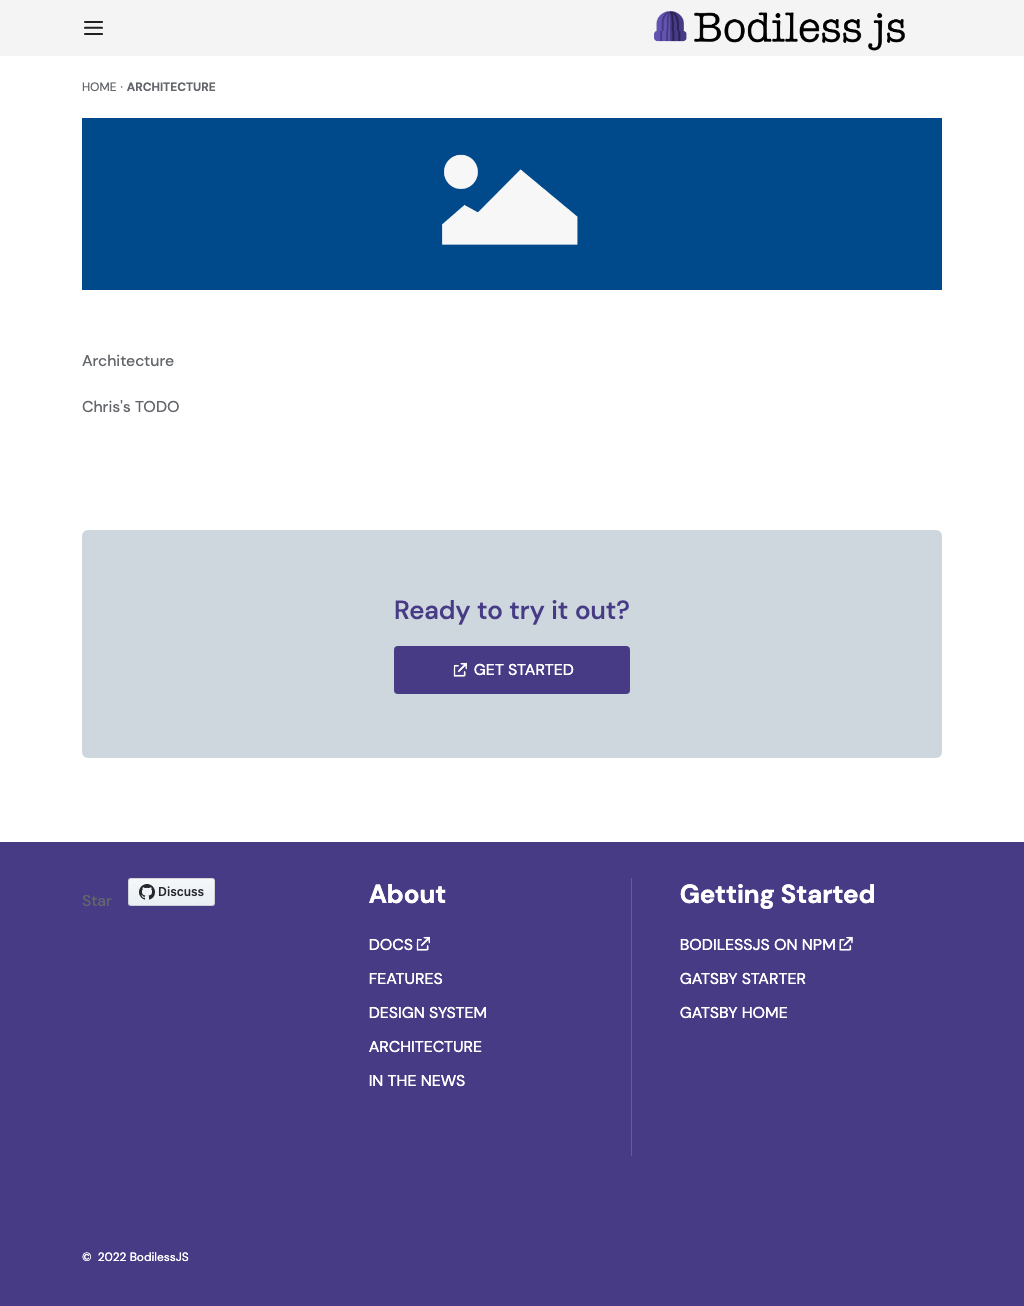 Bodiless js
HOME · ARCHITECTURE
Architecture
Chris's TODO
Ready to try it out?
GET STARTED
Star
Discuss
About
DOCS
FEATURES
DESIGN SYSTEM
ARCHITECTURE
IN THE NEWS
Getting Started
BODILESSJS ON NPM
GATSBY STARTER
GATSBY HOME
© 2022 BodilessJS